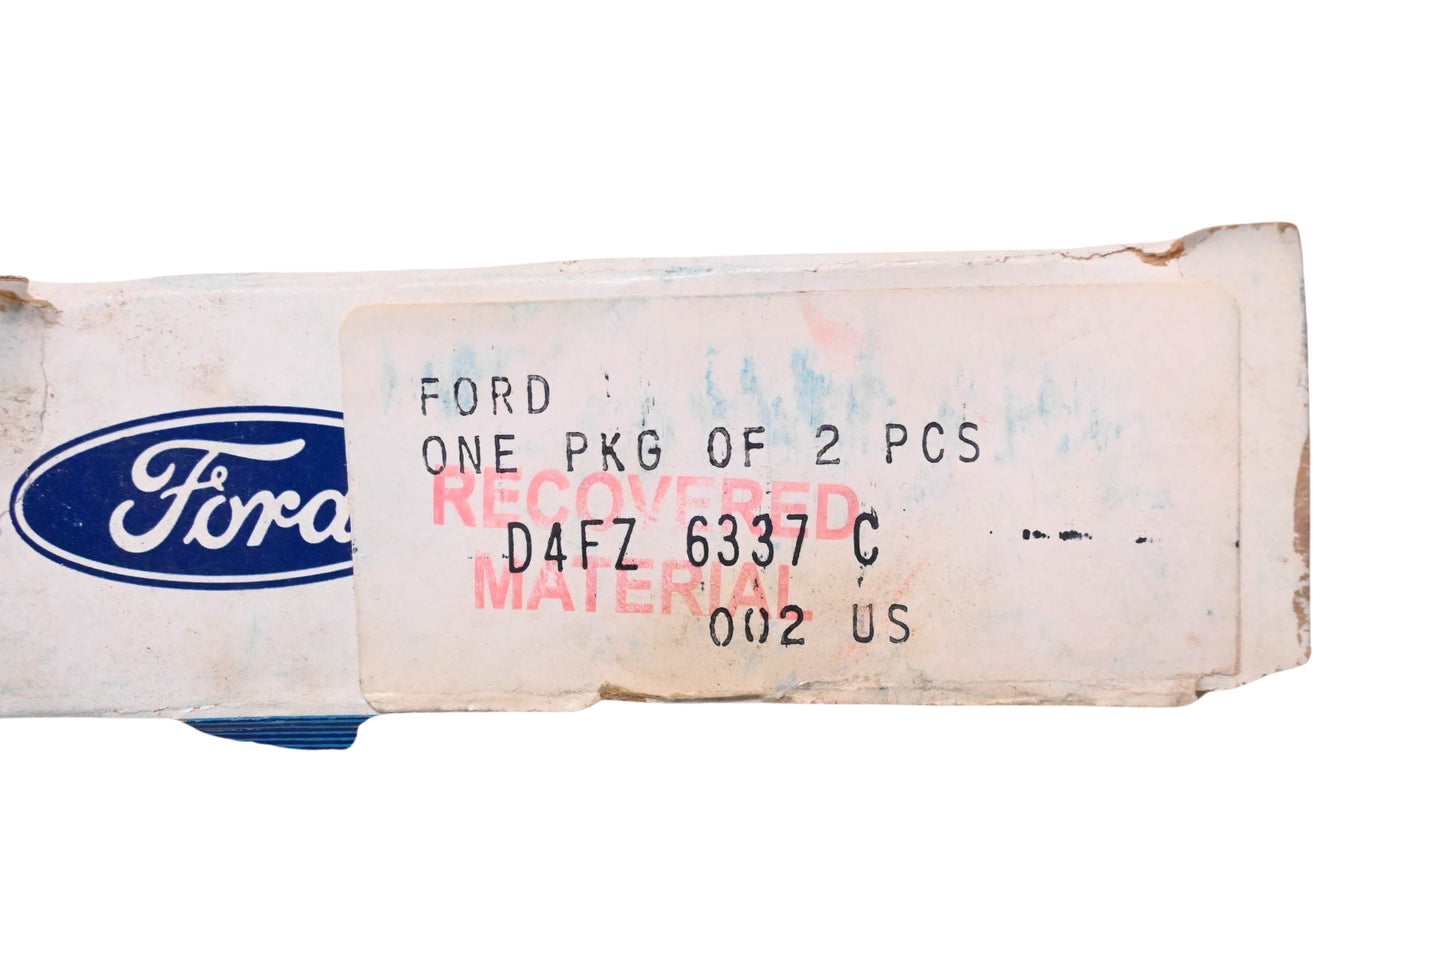 Ford
FORD
ONE PKG OF 2 PCS
RECOVERED
D4FZ 6337 C
MATERIAL
002 US